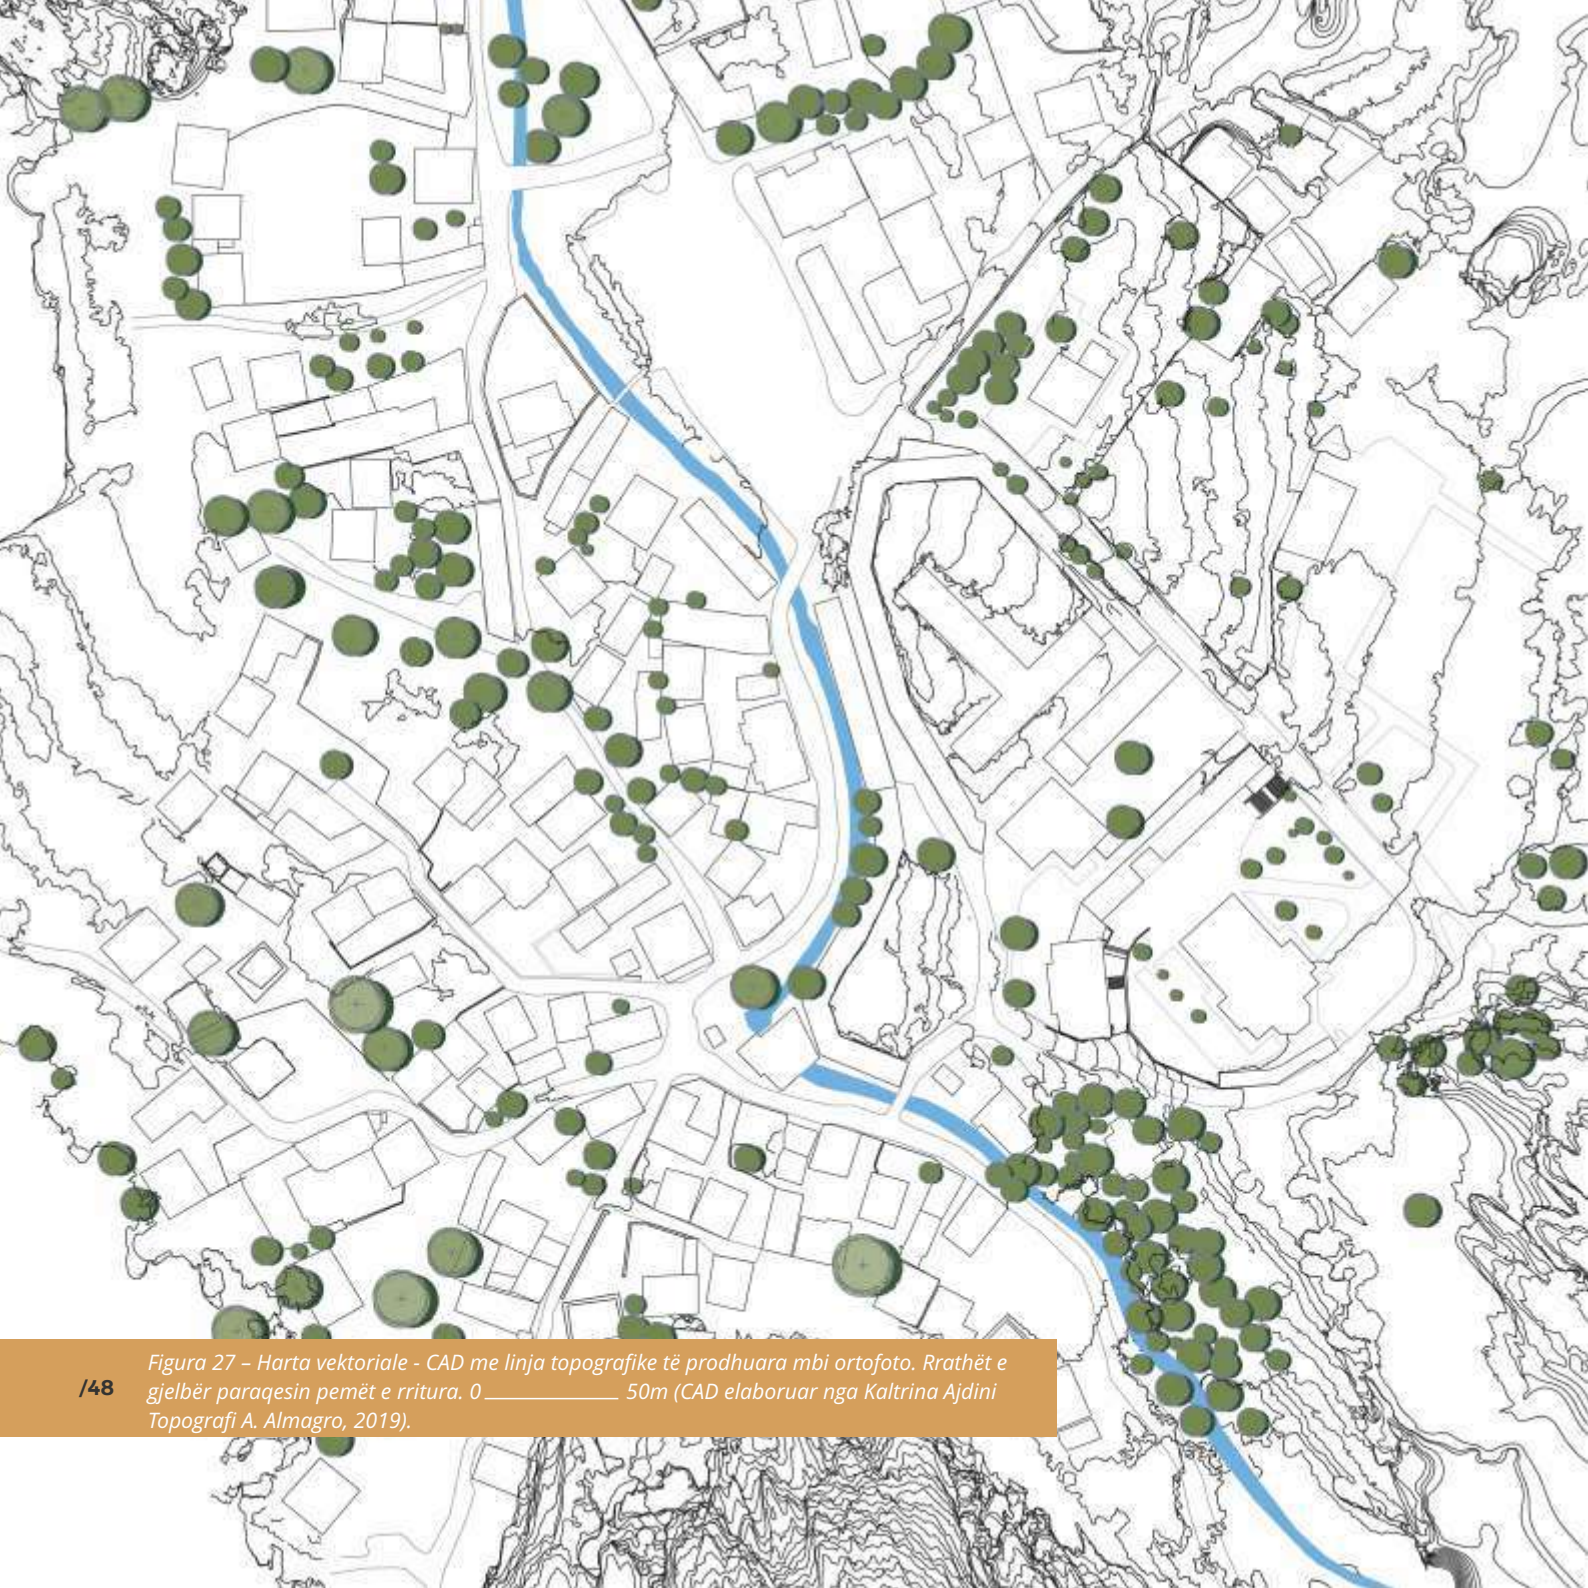 Figura 27 – Harta vektoriale - CAD me linja topografike të prodhuara mbi ortofoto. Rrathët e
/48
gjelbër paraqesin pemët e rritura. 0 ____________ 50m (CAD elaboruar nga Kaltrina Ajdini
Topografi A. Almagro, 2019).